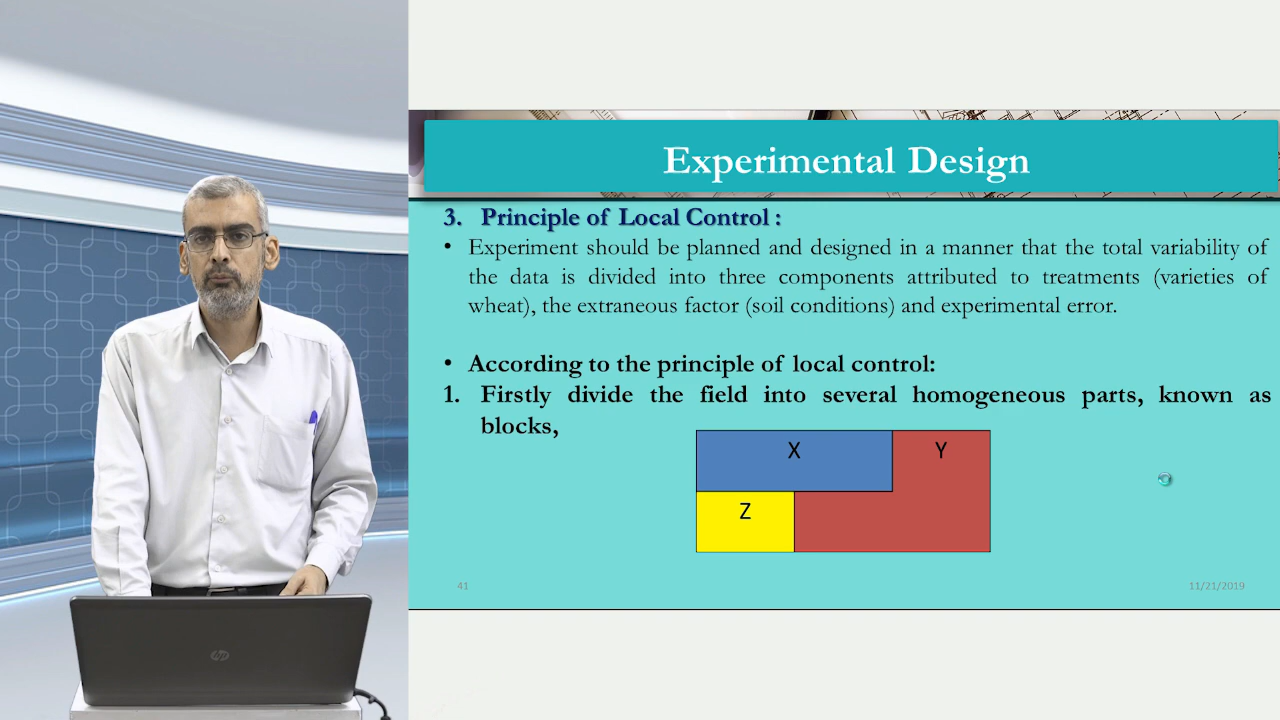 Experimental Design
3. Principle of Local Control :
• Experiment should be planned and designed in a manner that the total variability of
the data is divided into three components attributed to treatments (varieties of
wheat), the extraneous factor (soil conditions) and experimental error.
• According to the principle of local control:
1. Firstly divide the field into several homogeneous parts, known as
blocks,
X
Y
Z
41
11/21/2019
hp